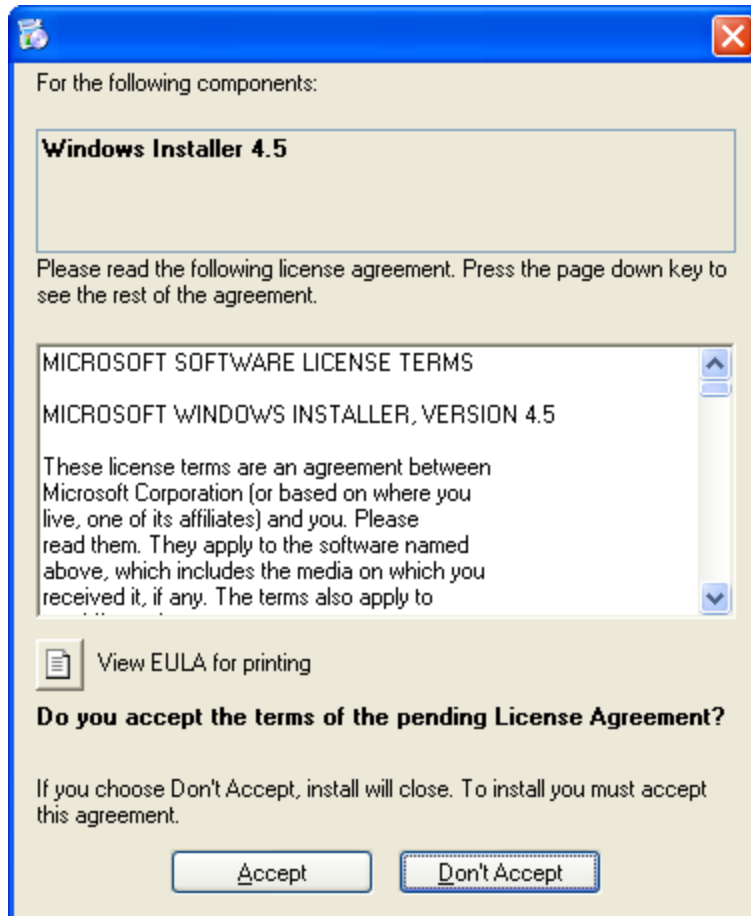 For the following components:
Windows Installer 4.5
Please read the following license agreement. Press the page down key to
see the rest of the agreement.
MICROSOFT SOFTWARE LICENSE TERMS
MICROSOFT WINDOWS INSTALLER, VERSION 4.5
These license terms are an agreement between
Microsoft Corporation (or based on where you
live, one of its affiliates) and you. Please
read them. They apply to the software named
above, which includes the media on which you
received it, if any. The terms also apply to
View EULA for printing
Do you accept the terms of the pending License Agreement?
If you choose Don't Accept, install will close. To install you must accept
this agreement.
Accept
Don't Accept